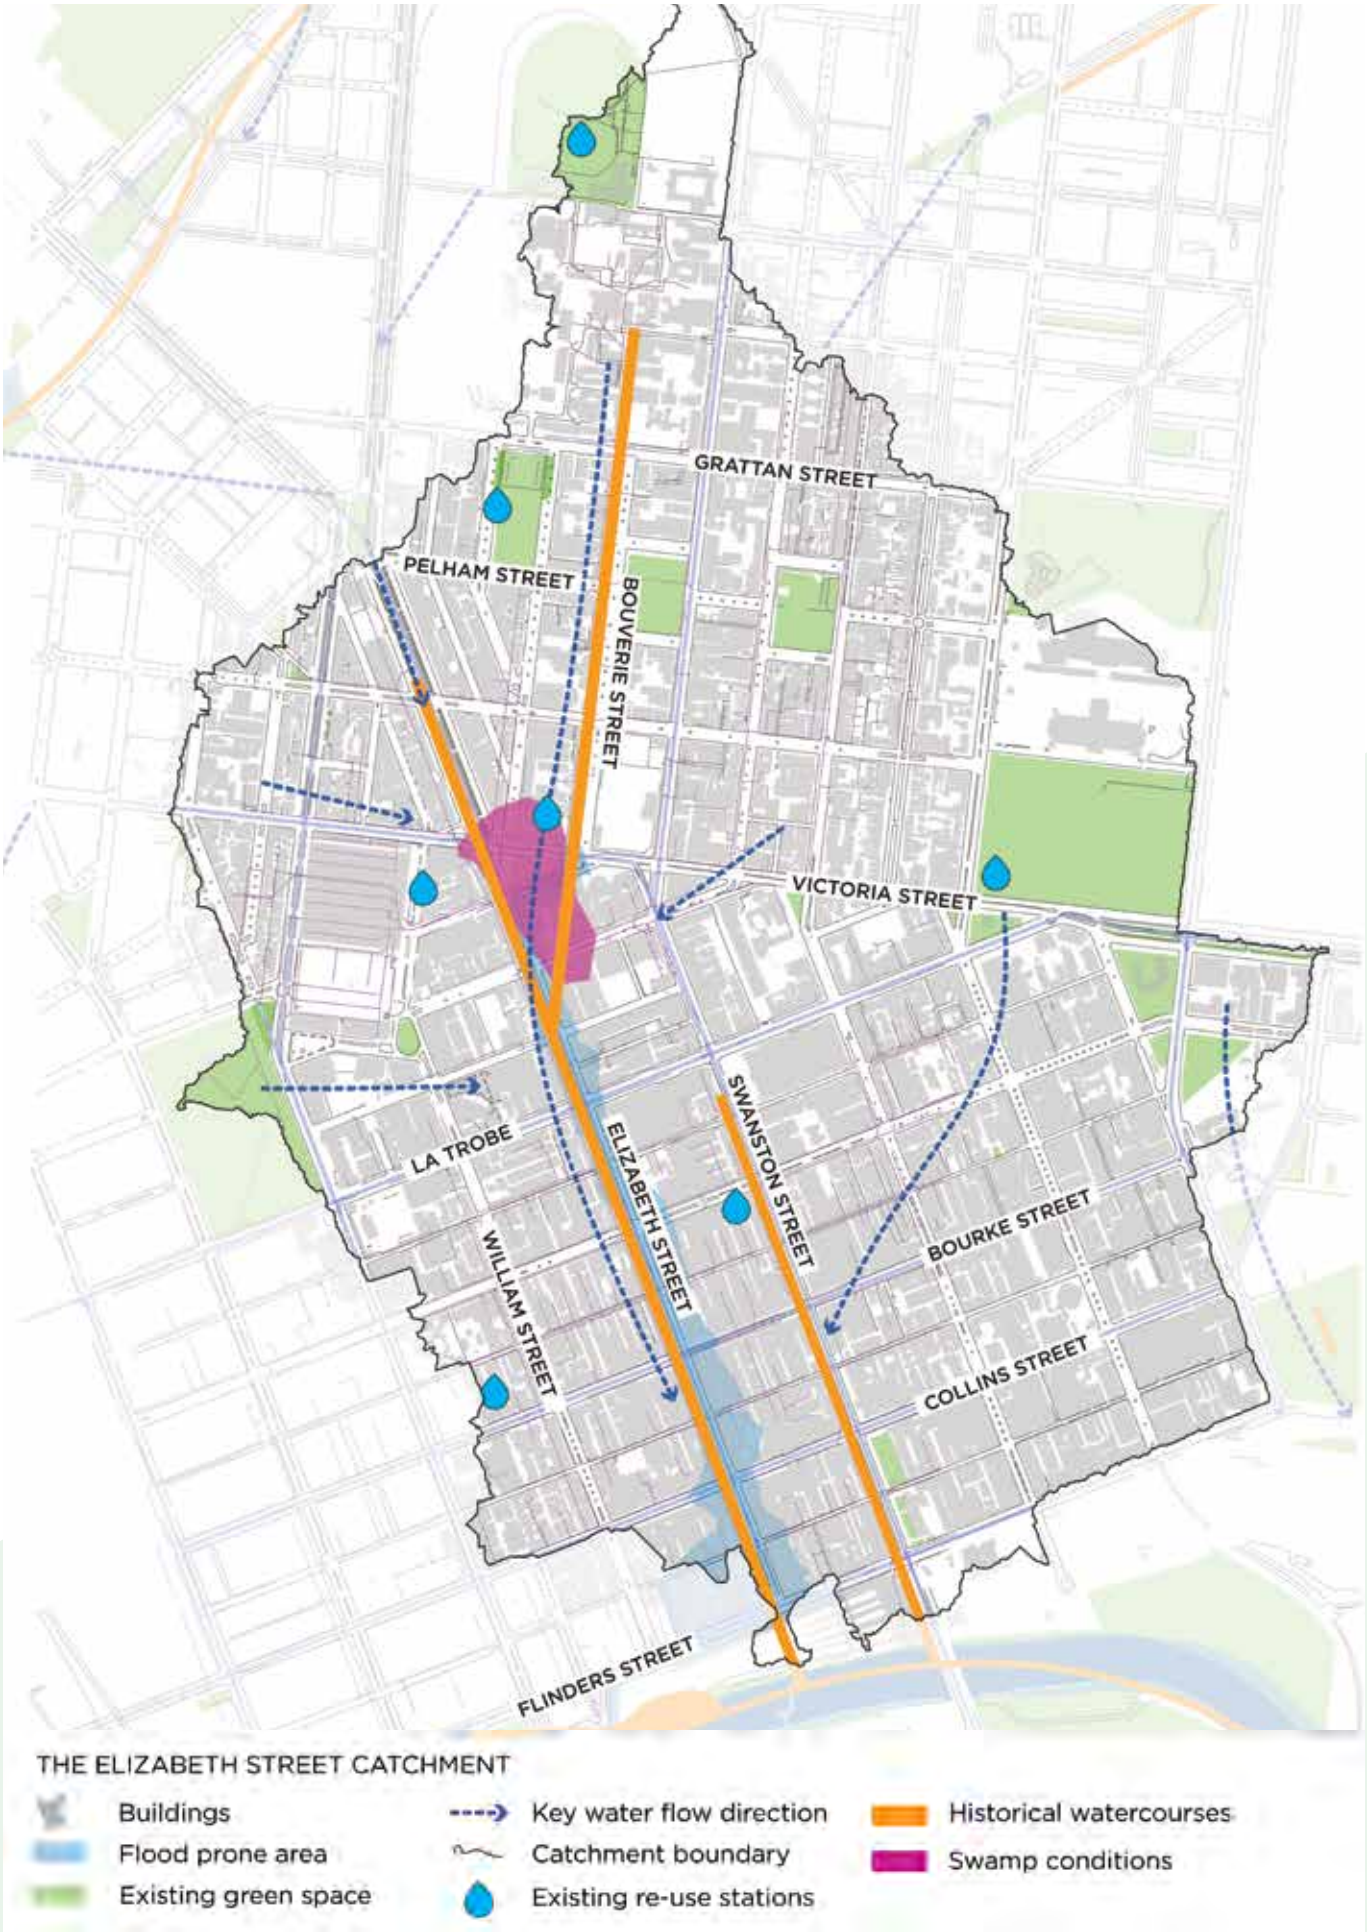 GRATTAN STREET
PELHAM STREET
BOUVERIE STREET
VICTORIA STREET
SWANSTON STREET
LA TROBE
ELIZABETH STREET
BOURKE STREET
WILLIAM STREET
COLLINS STREET
FLINDERS STREET
THE ELIZABETH STREET CATCHMENT
Buildings
Key water flow direction
Historical watercourses
Flood prone area
Catchment boundary
Swamp conditions
Existing green space
Existing re-use stations